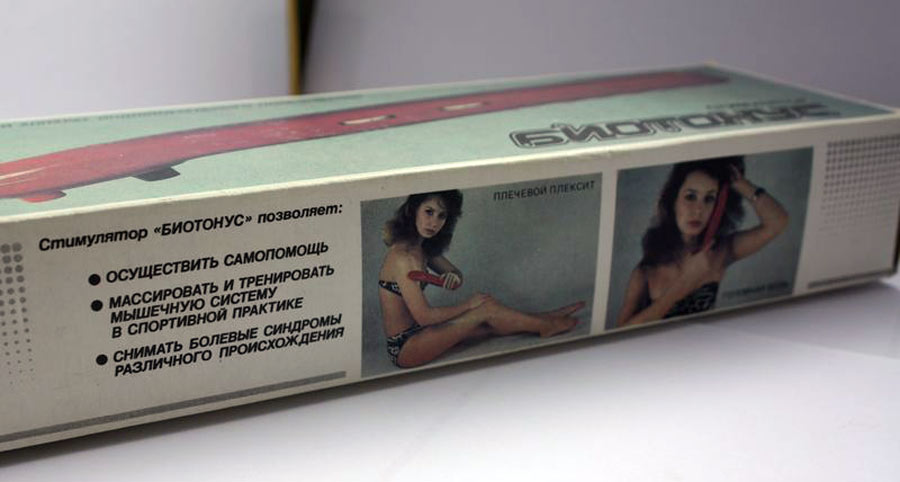 БИОТОНУС
Стимулятор «БИОТОНУС» позволяет:
● ОСУЩЕСТВИТЬ САМОПОМОЩЬ
● МАССИРОВАТЬ И ТРЕНИРОВАТЬ
МЫШЕЧНУЮ СИСТЕМУ
В СПОРТИВНОЙ ПРАКТИКЕ
● СНИМАТЬ БОЛЕВЫЕ СИНДРОМЫ
РАЗЛИЧНОГО ПРОИСХОЖДЕНИЯ
ПЛЕЧЕВОЙ ПЛЕКСИТ